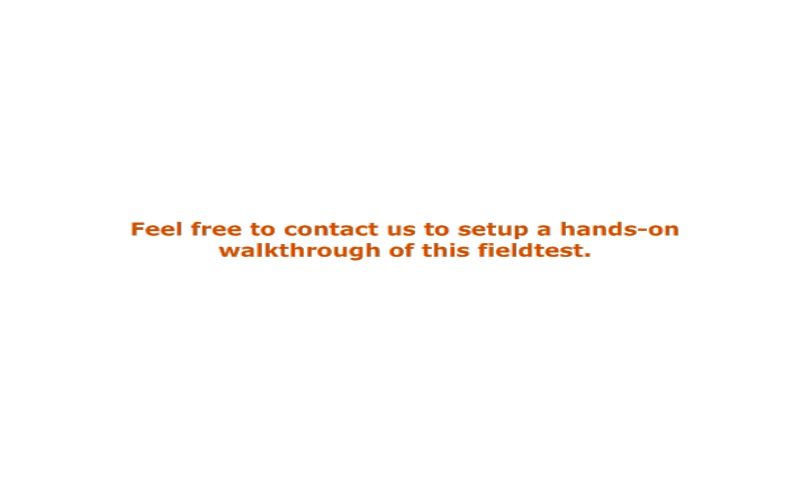 Feel free to contact us to setup a hands-on
walkthrough of this fieldtest.